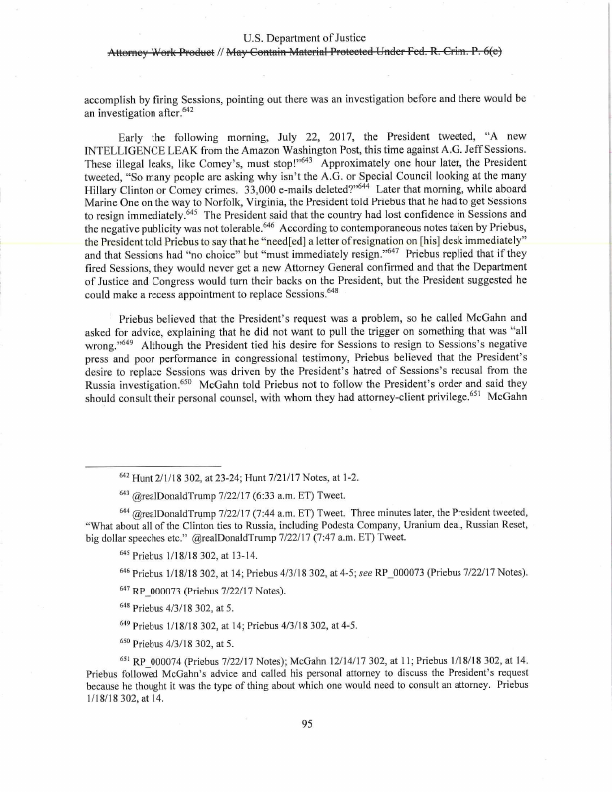 U.S. Department of Justice
Attorney Work Product // May Contain Material Protected Under Fed. R. Crim. P. 6(e)
accomplish by firing Sessions, pointing out there was an investigation before and there would be
an investigation after.642
Early the following morning, July 22, 2017, the President tweeted, “A new
INTELLIGENCE LEAK from the Amazon Washington Post, this time against A.G. Jeff Sessions.
These illegal leaks, like Comey’s, must stop!”643 Approximately one hour later, the President
tweeted, “So many people are asking why isn’t the A.G. or Special Council looking at the many
Hillary Clinton or Comey crimes. 33,000 e-mails deleted?”644 Later that morning, while aboard
Marine One on the way to Norfolk, Virginia, the President told Priebus that he had to get Sessions
to resign immediately.645 The President said that the country had lost confidence in Sessions and
the negative publicity was not tolerable.646 According to contemporaneous notes taken by Priebus,
the President told Priebus to say that he “need[ed] a letter of resignation on [his] desk immediately”
and that Sessions had “no choice” but “must immediately resign.”647 Priebus replied that if they
fired Sessions, they would never get a new Attorney General confirmed and that the Department
of Justice and Congress would turn their backs on the President, but the President suggested he
could make a recess appointment to replace Sessions.648
Priebus believed that the President’s request was a problem, so he called McGahn and
asked for advice, explaining that he did not want to pull the trigger on something that was “all
wrong.”649 Although the President tied his desire for Sessions to resign to Sessions’s negative
press and poor performance in congressional testimony, Priebus believed that the President’s
desire to replace Sessions was driven by the President’s hatred of Sessions’s recusal from the
Russia investigation.650 McGahn told Priebus not to follow the President’s order and said they
should consult their personal counsel, with whom they had attorney-client privilege.651 McGahn
642 Hunt 2/1/18 302, at 23-24; Hunt 7/21/17 Notes, at 1-2.
643 @realDonaldTrump 7/22/17 (6:33 a.m. ET) Tweet.
644 @realDonaldTrump 7/22/17 (7:44 a.m. ET) Tweet. Three minutes later, the President tweeted,
“What about all of the Clinton ties to Russia, including Podesta Company, Uranium deal, Russian Reset,
big dollar speeches etc.” @realDonaldTrump 7/22/17 (7:47 a.m. ET) Tweet.
645 Priebus 1/18/18 302, at 13-14.
646 Priebus 1/18/18 302, at 14; Priebus 4/3/18 302, at 4-5; see RP_000073 (Priebus 7/22/17 Notes).
647 RP_000073 (Priebus 7/22/17 Notes).
648 Priebus 4/3/18 302, at 5.
649 Priebus 1/18/18 302, at 14; Priebus 4/3/18 302, at 4-5.
650 Priebus 4/3/18 302, at 5.
651 RP_000074 (Priebus 7/22/17 Notes); McGahn 12/14/17 302, at 11; Priebus 1/18/18 302, at 14.
Priebus followed McGahn’s advice and called his personal attorney to discuss the President’s request
because he thought it was the type of thing about which one would need to consult an attorney. Priebus
1/18/18 302, at 14.
95